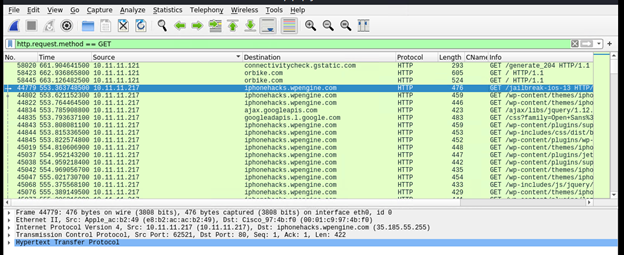 File Edit View Go Capture Analyze Statistics Telephony Wireless Tools Help
http.request.method == GET
No. Time Source Destination Protocol Length CName Info
58020 661.904641500 10.11.11.121 connectivitycheck.gstatic.com HTTP 293 GET /generate_204 HTTP/1.1
58423 662.936865800 10.11.11.121 orbike.com HTTP 605 GET / HTTP/1.1
58445 663.126482500 10.11.11.121 orbike.com HTTP 524 GET / HTTP/1.1
44779 553.363748500 10.11.11.217 iphonehacks.wpengine.com HTTP 476 GET /jailbreak-ios-13 HTTP/
44802 553.621152300 10.11.11.217 iphonehacks.wpengine.com HTTP 459 GET /wp-content/themes/ipho
44822 553.764464500 10.11.11.217 iphonehacks.wpengine.com HTTP 446 GET /wp-content/themes/ipho
44834 553.785908800 10.11.11.217 ajax.googleapis.com HTTP 423 GET /ajax/libs/jquery/1.12.
44835 553.793637100 10.11.11.217 googleadapis.l.google.com HTTP 483 GET /css?family=Open+Sans%3
44843 553.808081100 10.11.11.217 iphonehacks.wpengine.com HTTP 459 GET /wp-content/plugins/sup
44844 553.815336500 10.11.11.217 iphonehacks.wpengine.com HTTP 453 GET /wp-includes/css/dist/b
44845 553.822574800 10.11.11.217 iphonehacks.wpengine.com HTTP 452 GET /wp-content/plugins/wp-
45019 554.810606900 10.11.11.217 iphonehacks.wpengine.com HTTP 448 GET /wp-content/themes/ipho
45037 554.952143200 10.11.11.217 iphonehacks.wpengine.com HTTP 447 GET /wp-content/plugins/jet
45038 554.959218400 10.11.11.217 iphonehacks.wpengine.com HTTP 442 GET /wp-content/plugins/sup
45042 554.969056700 10.11.11.217 iphonehacks.wpengine.com HTTP 435 GET /wp-content/themes/ipho
45047 555.021730700 10.11.11.217 iphonehacks.wpengine.com HTTP 454 GET /wp-content/themes/ipho
45068 555.375568100 10.11.11.217 iphonehacks.wpengine.com HTTP 433 GET /wp-includes/js/jquery/
45076 555.389149500 10.11.11.217 iphonehacks.wpengine.com HTTP 429 GET /wp-content/themes/ipho
Frame 44779: 476 bytes on wire (3808 bits), 476 bytes captured (3808 bits) on interface eth0, id 0
Ethernet II, Src: Apple_ac:b2:49 (e8:b2:ac:ac:b2:49), Dst: Cisco_97:4b:f0 (00:01:c9:97:4b:f0)
Internet Protocol Version 4, Src: 10.11.11.217 (10.11.11.217), Dst: iphonehacks.wpengine.com (35.185.55.255)
Transmission Control Protocol, Src Port: 62521, Dst Port: 80, Seq: 1, Ack: 1, Len: 422
Hypertext Transfer Protocol